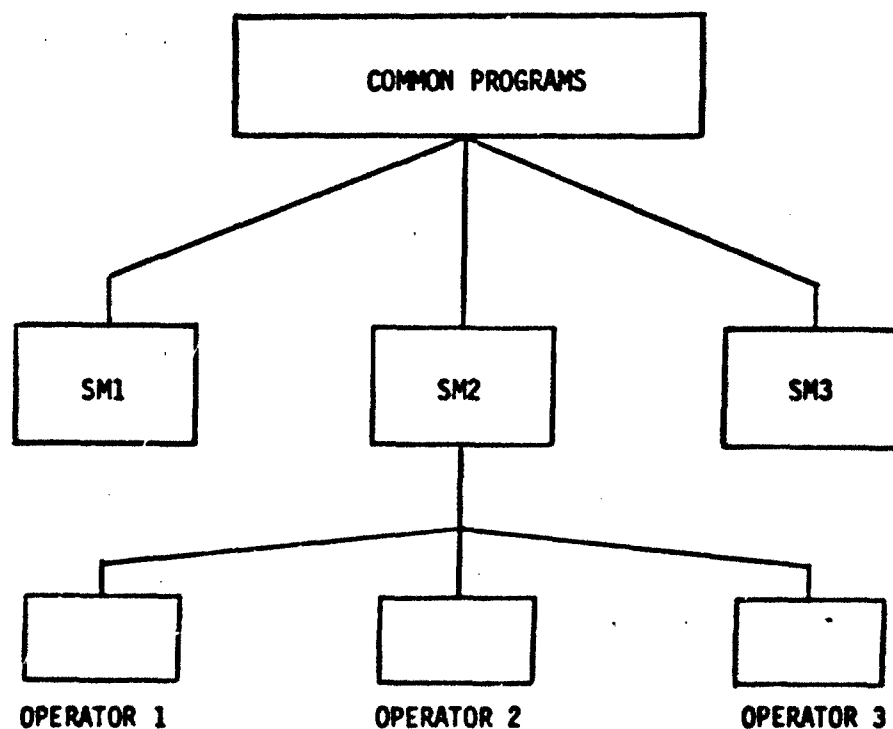 COMMON PROGRAMS
SM1
SM2
SM3
OPERATOR 1
OPERATOR 2
OPERATOR 3